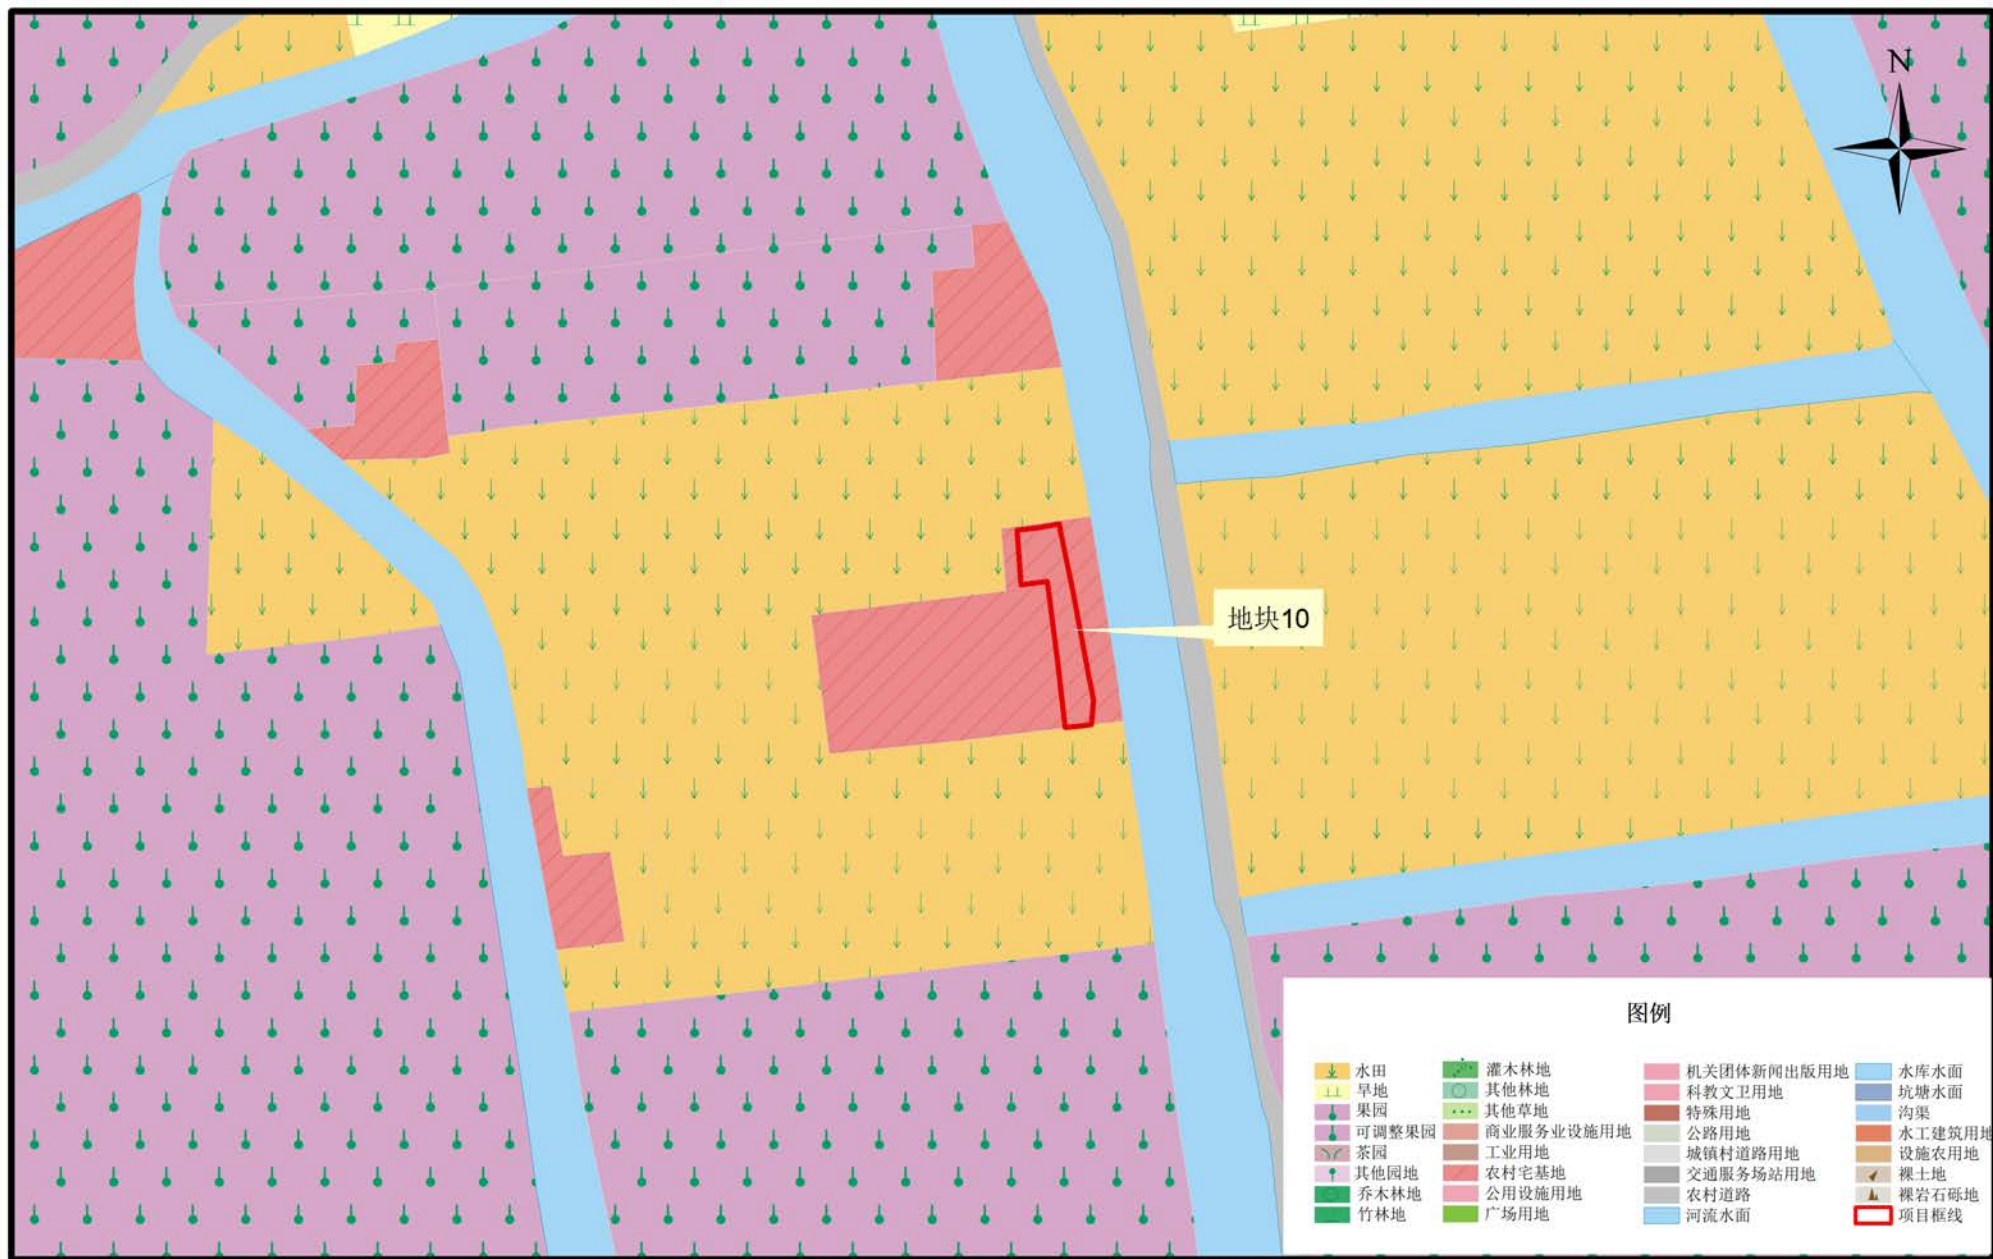 N
地块10
图例
水田
旱地
果园
可调整果园
茶园
其他园地
乔木林地
竹林地
灌木林地
其他林地
其他草地
商业服务业设施用地
工业用地
农村宅基地
公用设施用地
广场用地
机关团体新闻出版用地
科教文卫用地
特殊用地
公路用地
城镇村道路用地
交通服务场站用地
农村道路
河流水面
水库水面
坑塘水面
沟渠
水工建筑用地
设施农用地
裸土地
裸岩石砾地
项目框线